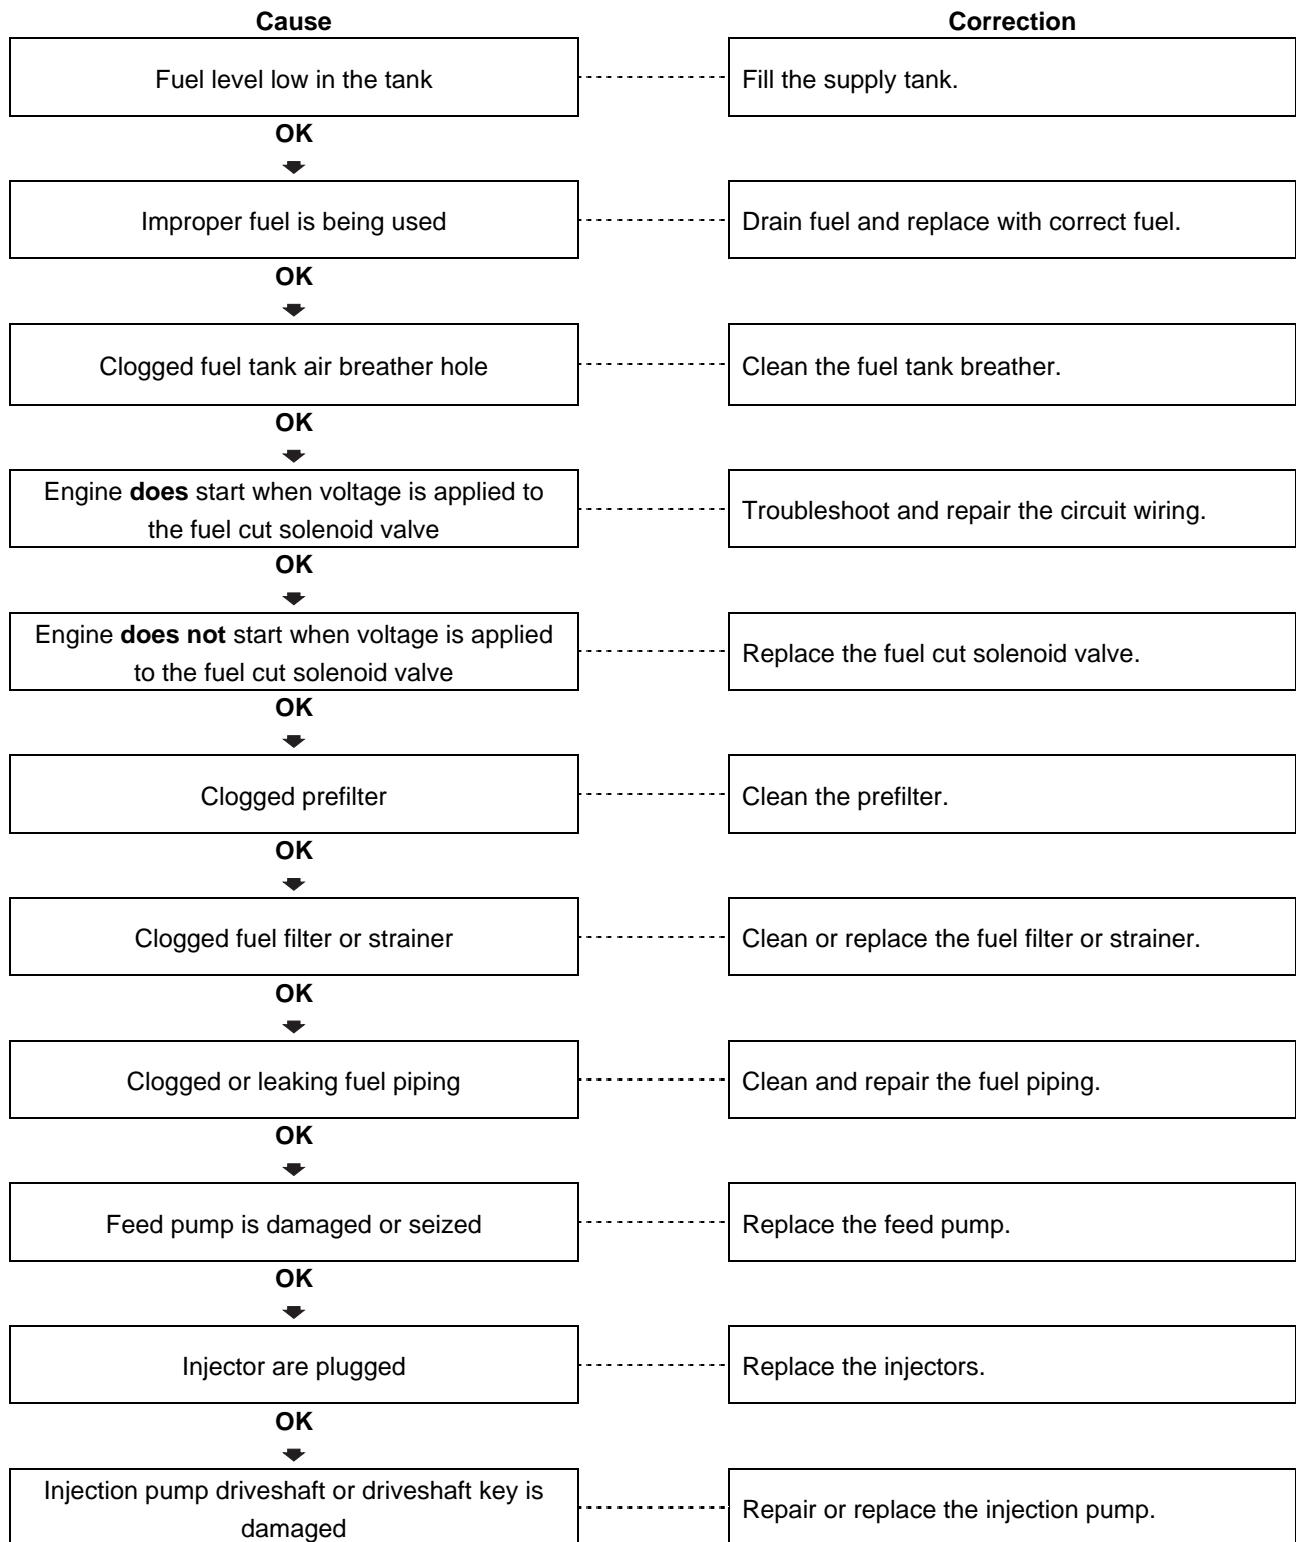 Cause
Correction
Fuel level low in the tank
Fill the supply tank.
OK
Improper fuel is being used
Drain fuel and replace with correct fuel.
OK
Clogged fuel tank air breather hole
Clean the fuel tank breather.
OK
Engine does start when voltage is applied to
the fuel cut solenoid valve
Troubleshoot and repair the circuit wiring.
OK
Engine does not start when voltage is applied
to the fuel cut solenoid valve
Replace the fuel cut solenoid valve.
OK
Clogged prefilter
Clean the prefilter.
OK
Clogged fuel filter or strainer
Clean or replace the fuel filter or strainer.
OK
Clogged or leaking fuel piping
Clean and repair the fuel piping.
OK
Feed pump is damaged or seized
Replace the feed pump.
OK
Injector are plugged
Replace the injectors.
OK
Injection pump driveshaft or driveshaft key is
damaged
Repair or replace the injection pump.